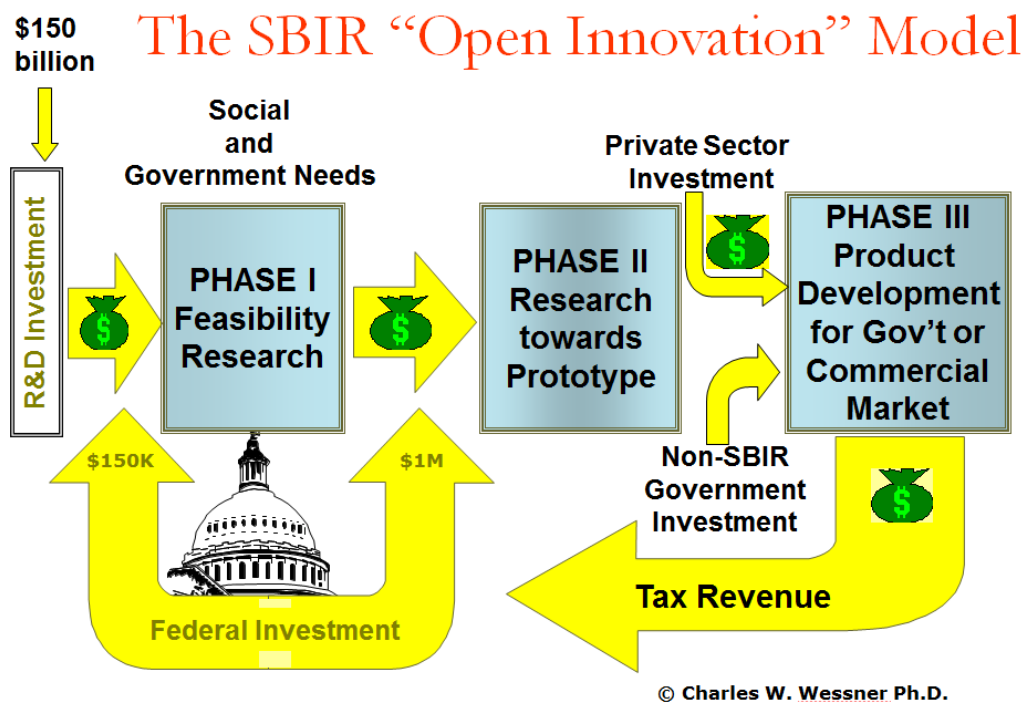 $150
billion
The SBIR “Open Innovation” Model
Social
and
Government Needs
Private Sector
Investment
R&D Investment
$
PHASE I
Feasibility
Research
$
PHASE II
Research
towards
Prototype
$
PHASE III
Product
Development
for Gov’t or
Commercial
Market
$150K
$1M
Non-SBIR
Government
Investment
$
Federal Investment
Tax Revenue
© Charles W. Wessner Ph.D.